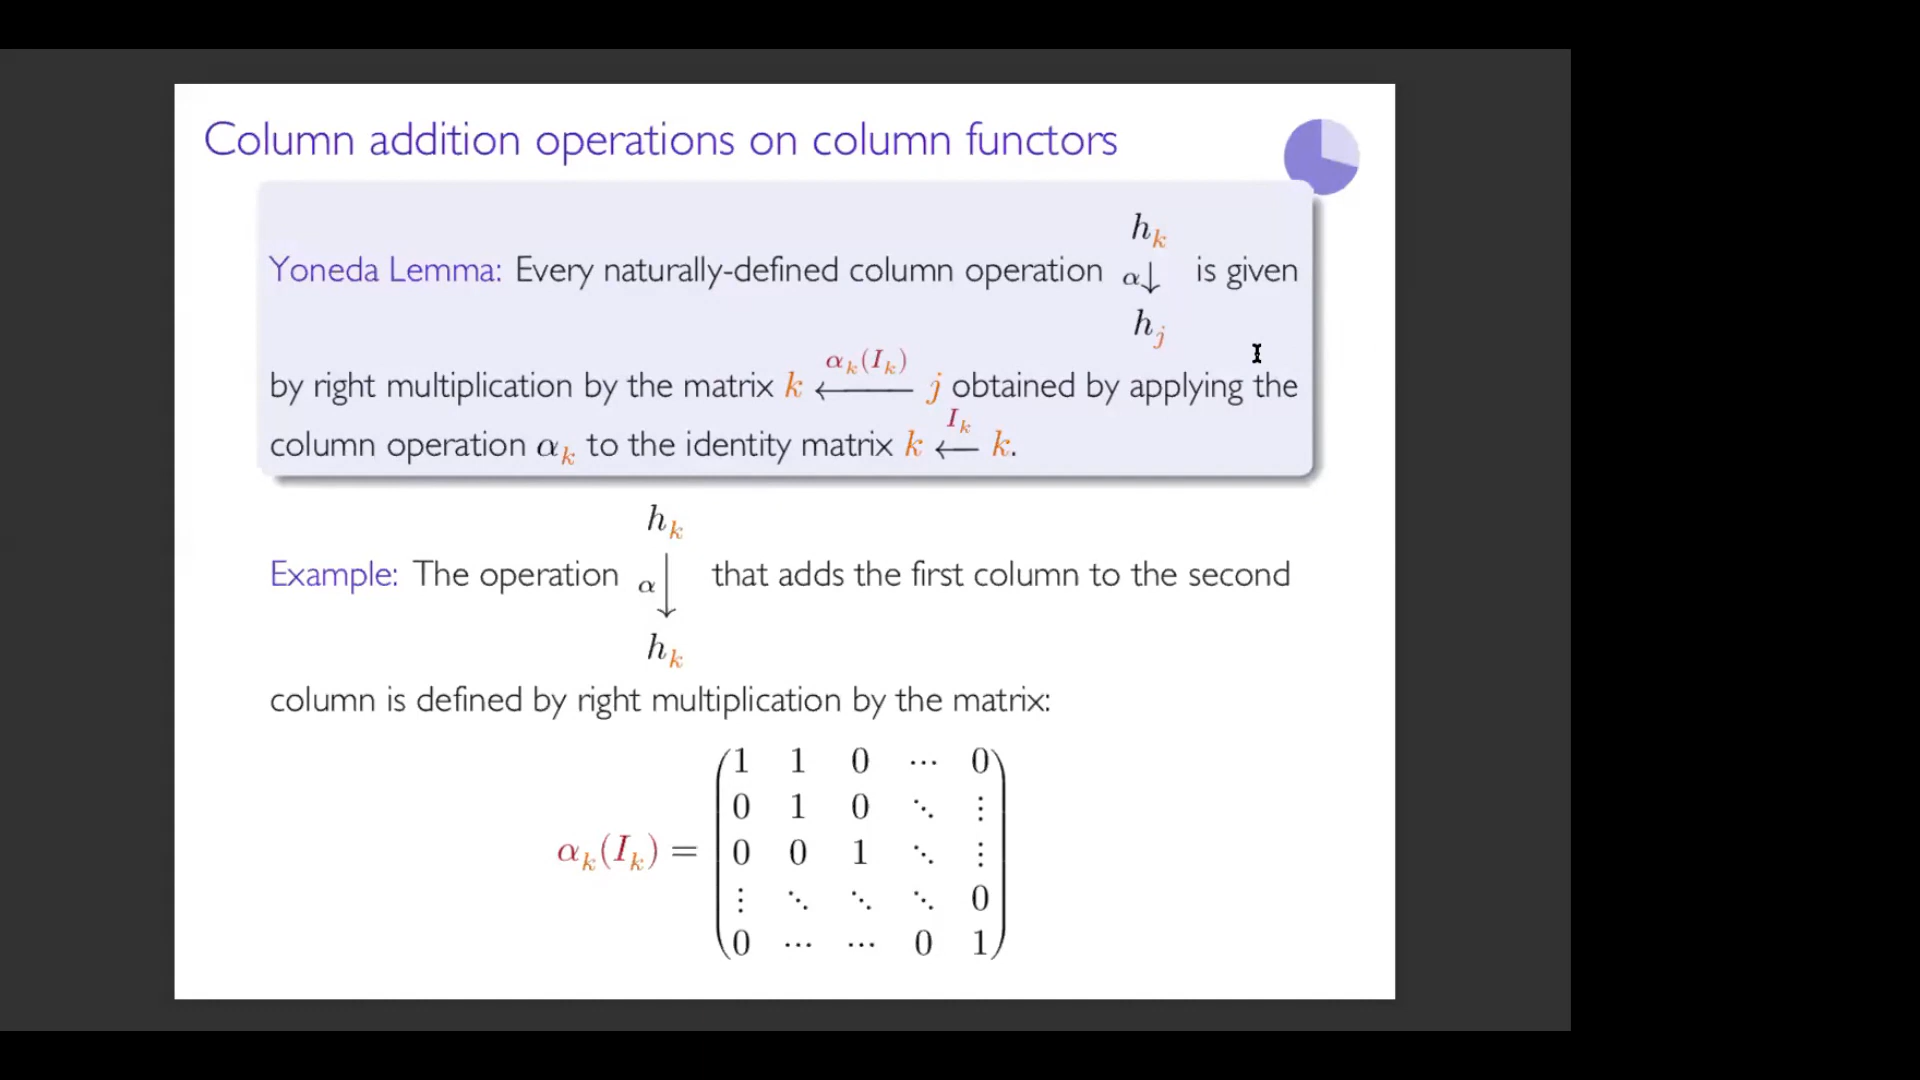 Column addition operations on column functors
h_k
Yoneda Lemma: Every naturally-defined column operation α↓ is given
h_j
α_k(I_k)
by right multiplication by the matrix k ⟵ j obtained by applying the
I_k
column operation α_k to the identity matrix k ⟵ k.
h_k
Example: The operation α↓ that adds the first column to the second
h_k
column is defined by right multiplication by the matrix:
1 1 0 ⋯ 0
0 1 0 ⋱ ⋮
α_k(I_k) = 0 0 1 ⋱ ⋮
⋮ ⋱ ⋱ ⋱ 0
0 ⋯ ⋯ 0 1